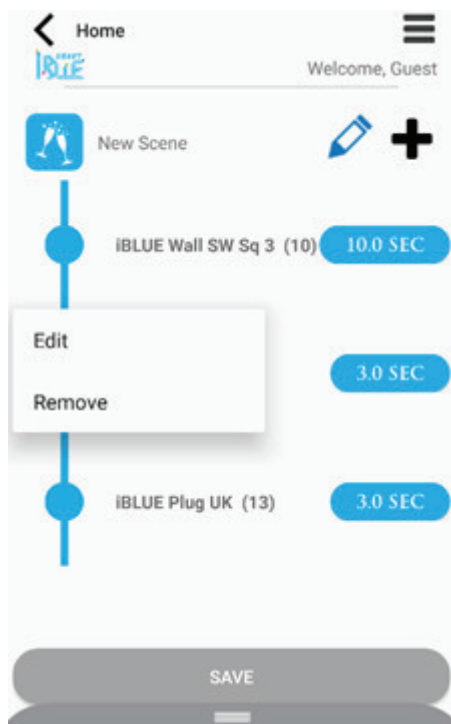 Home
iBLUE SMART
Welcome, Guest
New Scene
iBLUE Wall SW Sq 3 (10) 10.0 SEC
Edit
3.0 SEC
Remove
iBLUE Plug UK (13) 3.0 SEC
SAVE